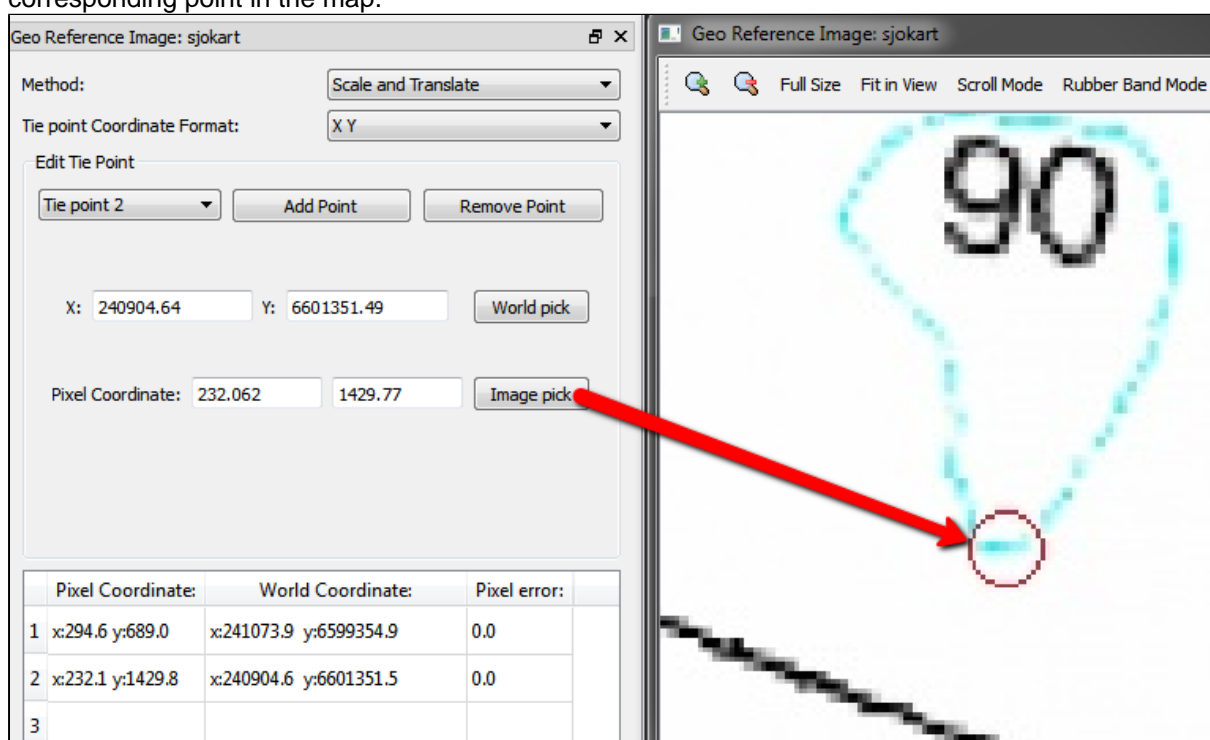 corresponding point in the map.
Geo Reference Image: sjokart
Method: Scale and Translate
Tie point Coordinate Format: X Y
Edit Tie Point
Tie point 2 Add Point Remove Point
X: 240904.64 Y: 6601351.49 World pick
Pixel Coordinate: 232.062 1429.77 Image pick
Pixel Coordinate: World Coordinate: Pixel error:
1 x:294.6 y:689.0 x:241073.9 y:6599354.9 0.0
2 x:232.1 y:1429.8 x:240904.6 y:6601351.5 0.0
3
Geo Reference Image: sjokart
Full Size Fit in View Scroll Mode Rubber Band Mode
90